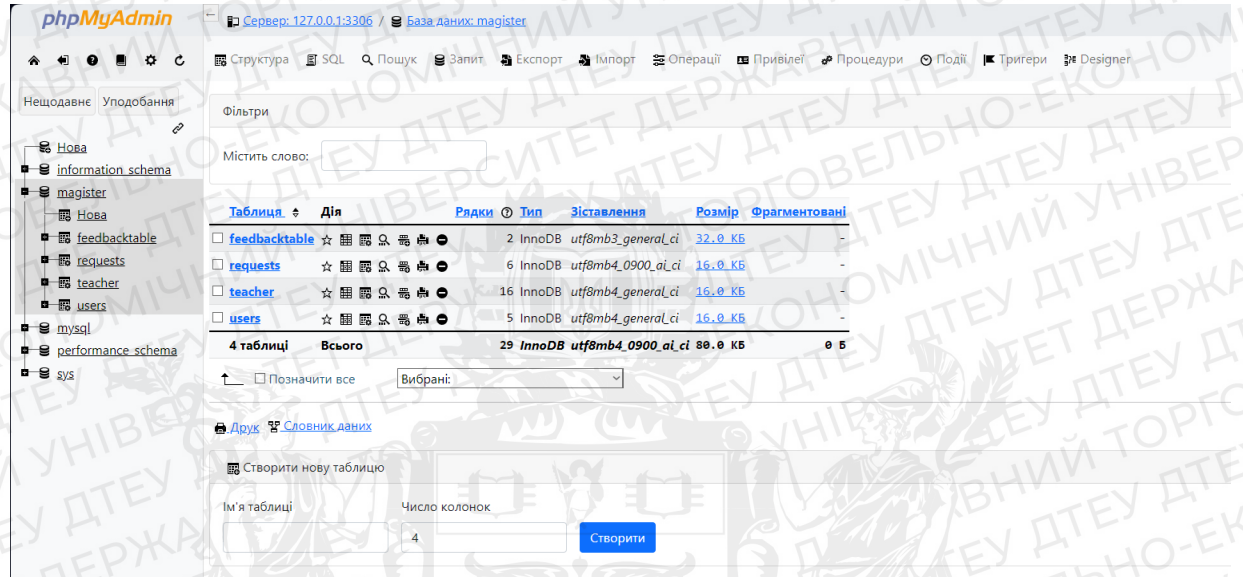 phpMyAdmin
Нещодавнє Уподобання
Нова
information_schema
magister
Нова
feedbacktable
requests
teacher
users
mysql
performance_schema
sys
Сервер: 127.0.0.1:3306 / База даних: magister
Структура SQL Пошук Запит Експорт Імпорт Операції Привілеї Процедури Події Тригери Designer
Фільтри
Містить слово:
Таблиця Дія Рядки Тип Зіставлення Розмір Фрагментовані
feedbacktable 2 InnoDB utf8mb3_general_ci 32.0 КБ -
requests 6 InnoDB utf8mb4_0900_ai_ci 16.0 КБ -
teacher 16 InnoDB utf8mb4_general_ci 16.0 КБ -
users 5 InnoDB utf8mb4_general_ci 16.0 КБ -
4 таблиці Всього 29 InnoDB utf8mb4_0900_ai_ci 80.0 КБ 0 Б
Позначити все Вибрані:
Друк Словник даних
Створити нову таблицю
Ім'я таблиці Число колонок
4 Створити